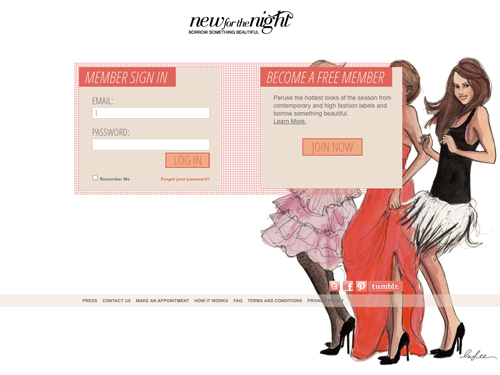 new for the night
BORROW SOMETHING BEAUTIFUL
MEMBER SIGN IN
EMAIL:
PASSWORD:
LOG IN
Remember Me
Forgot your password?
BECOME A FREE MEMBER
Peruse the hottest looks of the season from
contemporary and high fashion labels and
borrow something beautiful.
Learn More.
JOIN NOW
tumblr.
PRESS CONTACT US MAKE AN APPOINTMENT HOW IT WORKS FAQ TERMS AND CONDITIONS PRIVACY POLICY